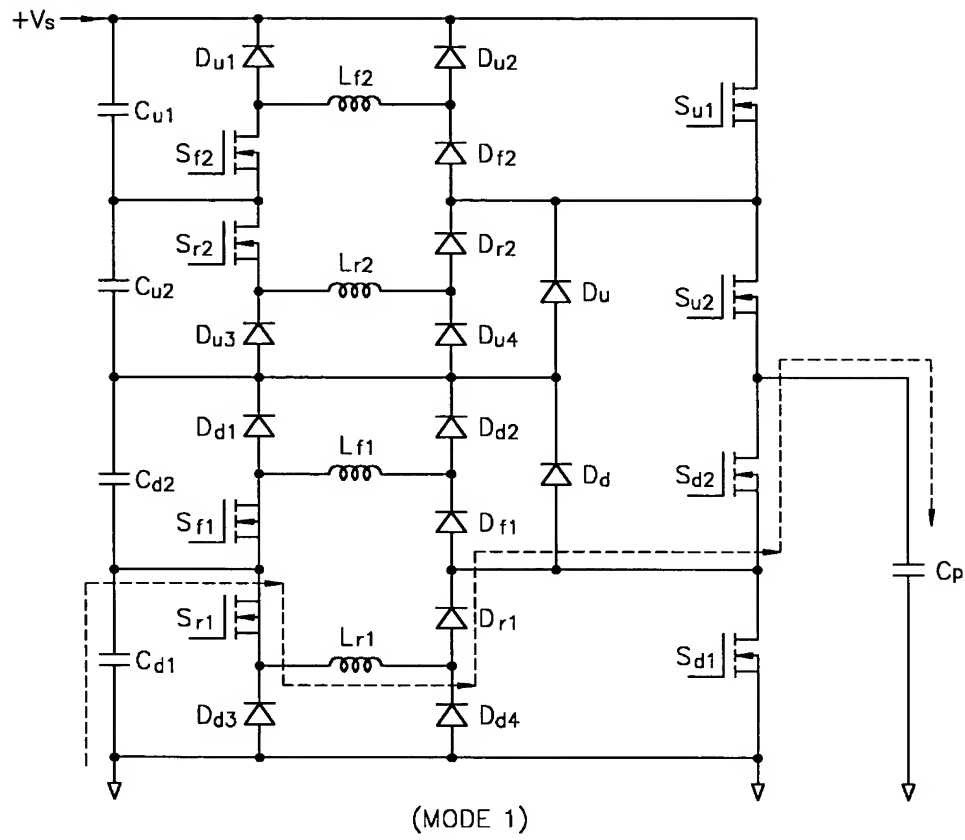 +Vs
Du1
Lf2
Du2
Su1
Cu1
Sf2
Df2
Sr2
Dr2
Cu2
Lr2
Du
Su2
Du3
Du4
Dd1
Lf1
Dd2
Cd2
Dd
Sd2
Sf1
Df1
Cp
Sr1
Dr1
Cd1
Lr1
Sd1
Dd3
Dd4
(MODE 1)